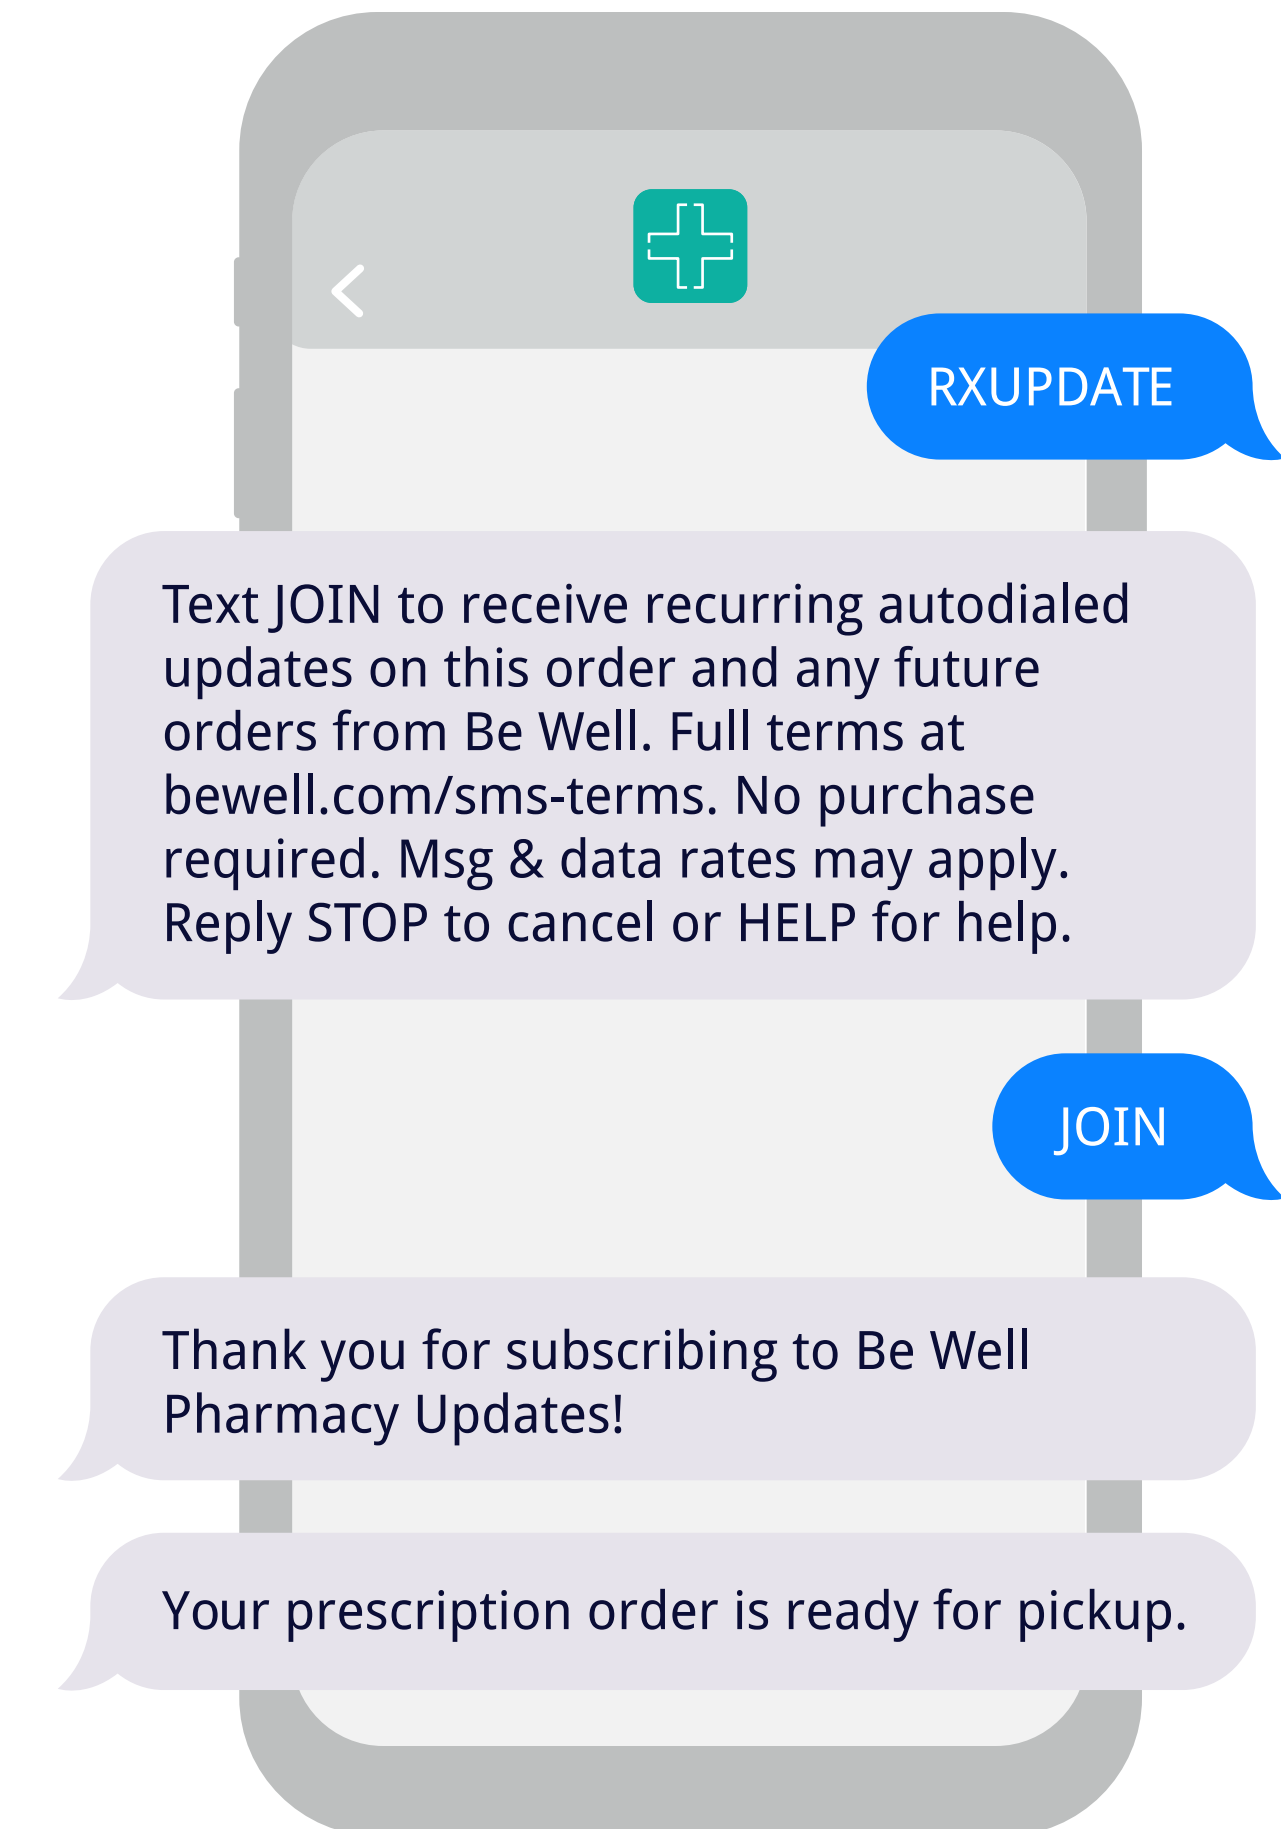 RXUPDATE
Text JOIN to receive recurring autodialed
updates on this order and any future
orders from Be Well. Full terms at
bewell.com/sms-terms. No purchase
required. Msg & data rates may apply.
Reply STOP to cancel or HELP for help.
JOIN
Thank you for subscribing to Be Well
Pharmacy Updates!
Your prescription order is ready for pickup.